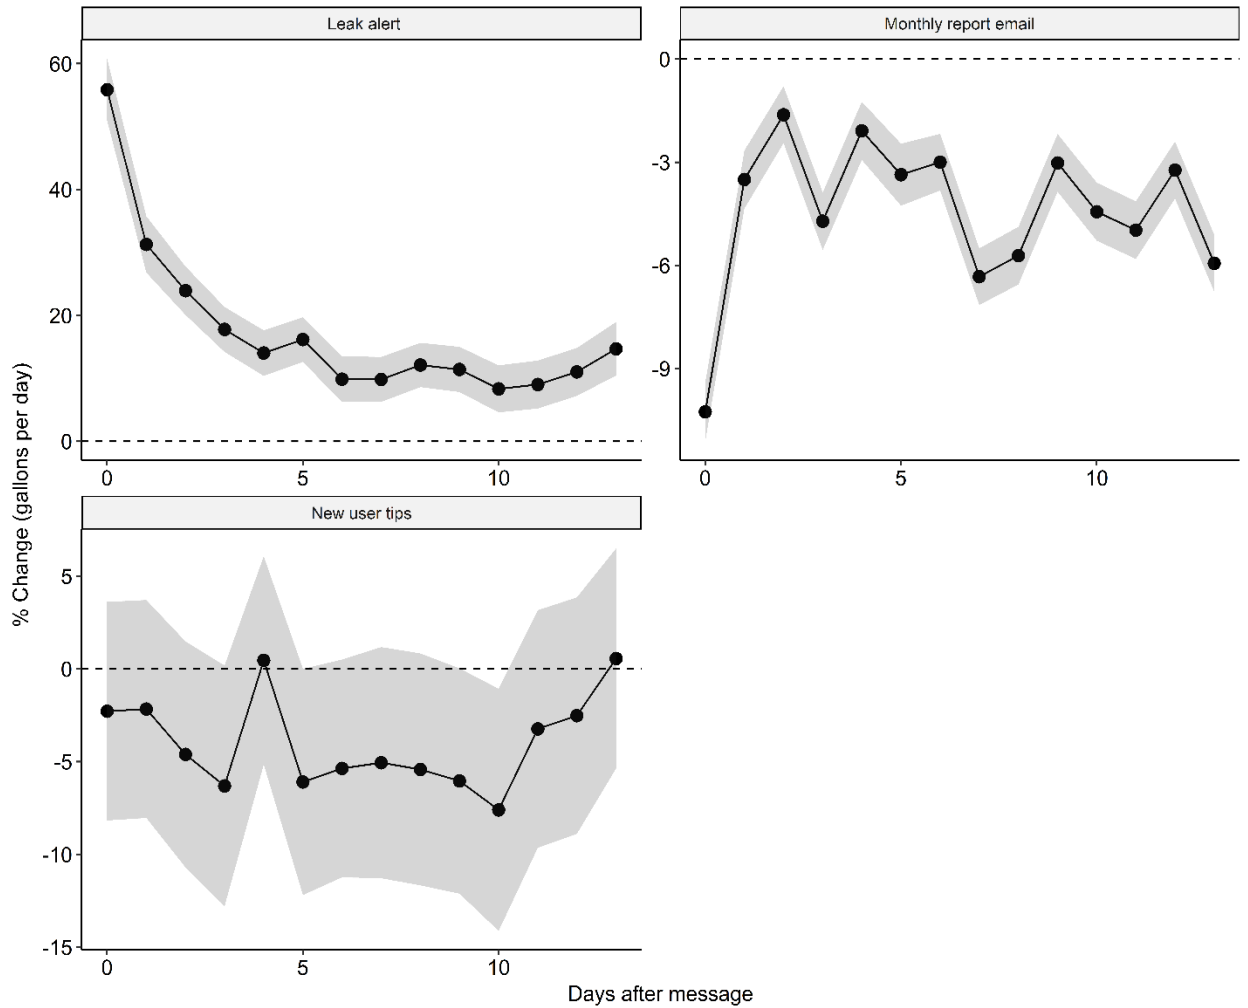 Leak alert
60
40
20
0
0 5 10
Monthly report email
0
-3
-6
-9
0 5 10
New user tips
5
0
-5
-10
-15
0 5 10
% Change (gallons per day)
Days after message